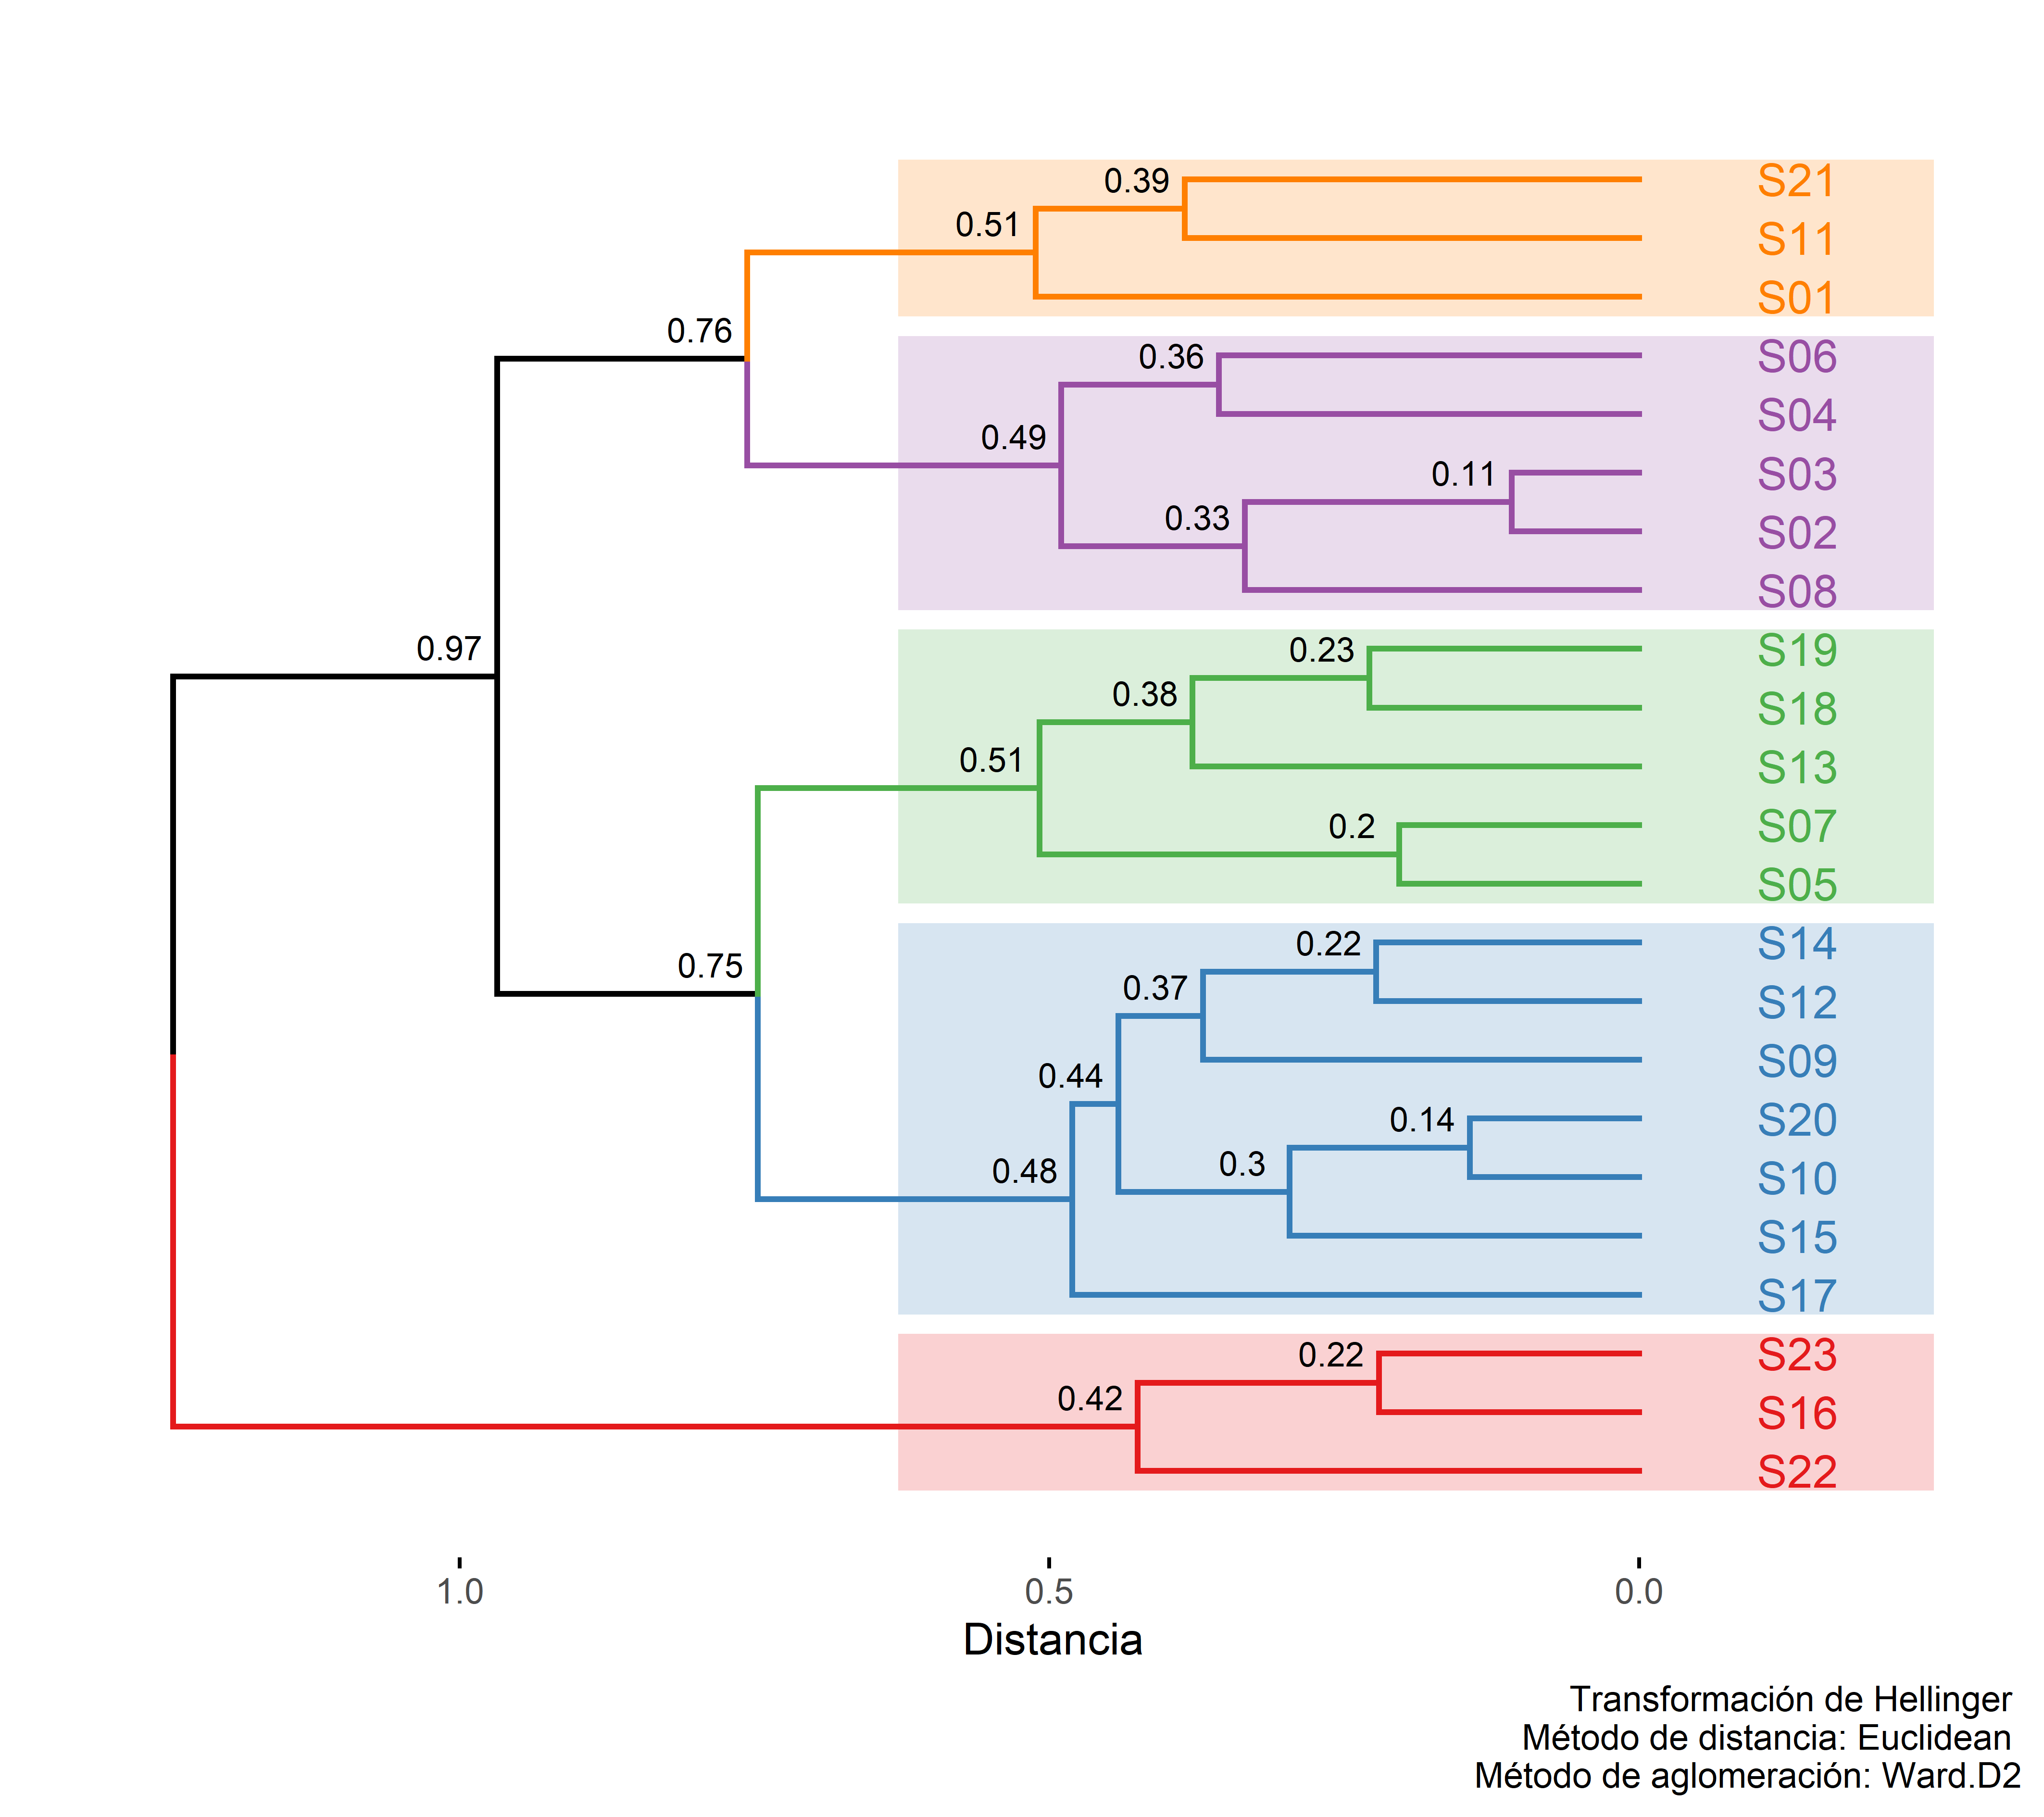 0.39
S21
0.51
S11
S01
0.76
0.36
S06
S04
0.49
0.11
S03
0.33
S02
S08
0.97
0.23
S19
0.38
S18
0.51
S13
0.2
S07
S05
0.75
0.22
S14
0.37
S12
0.44
S09
0.14
S20
0.48
0.3
S10
S15
S17
0.22
S23
0.42
S16
S22
1.0 0.5 0.0
Distancia
Transformación de Hellinger
Método de distancia: Euclidean
Método de aglomeración: Ward.D2